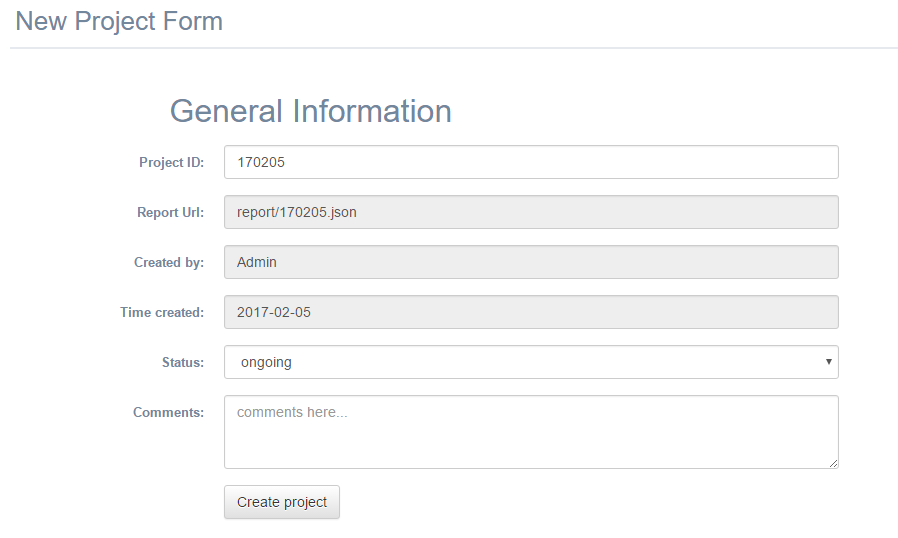 New Project Form
General Information
Project ID: 170205
Report Url: report/170205.json
Created by: Admin
Time created: 2017-02-05
Status: ongoing
Comments: comments here...
Create project